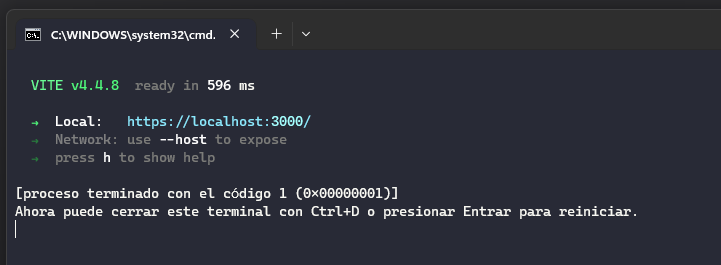 C:\WINDOWS\system32\cmd.
VITE v4.4.8 ready in 596 ms
→ Local: https://localhost:3000/
→ Network: use --host to expose
→ press h to show help
[proceso terminado con el código 1 (0×00000001)]
Ahora puede cerrar este terminal con Ctrl+D o presionar Entrar para reiniciar.